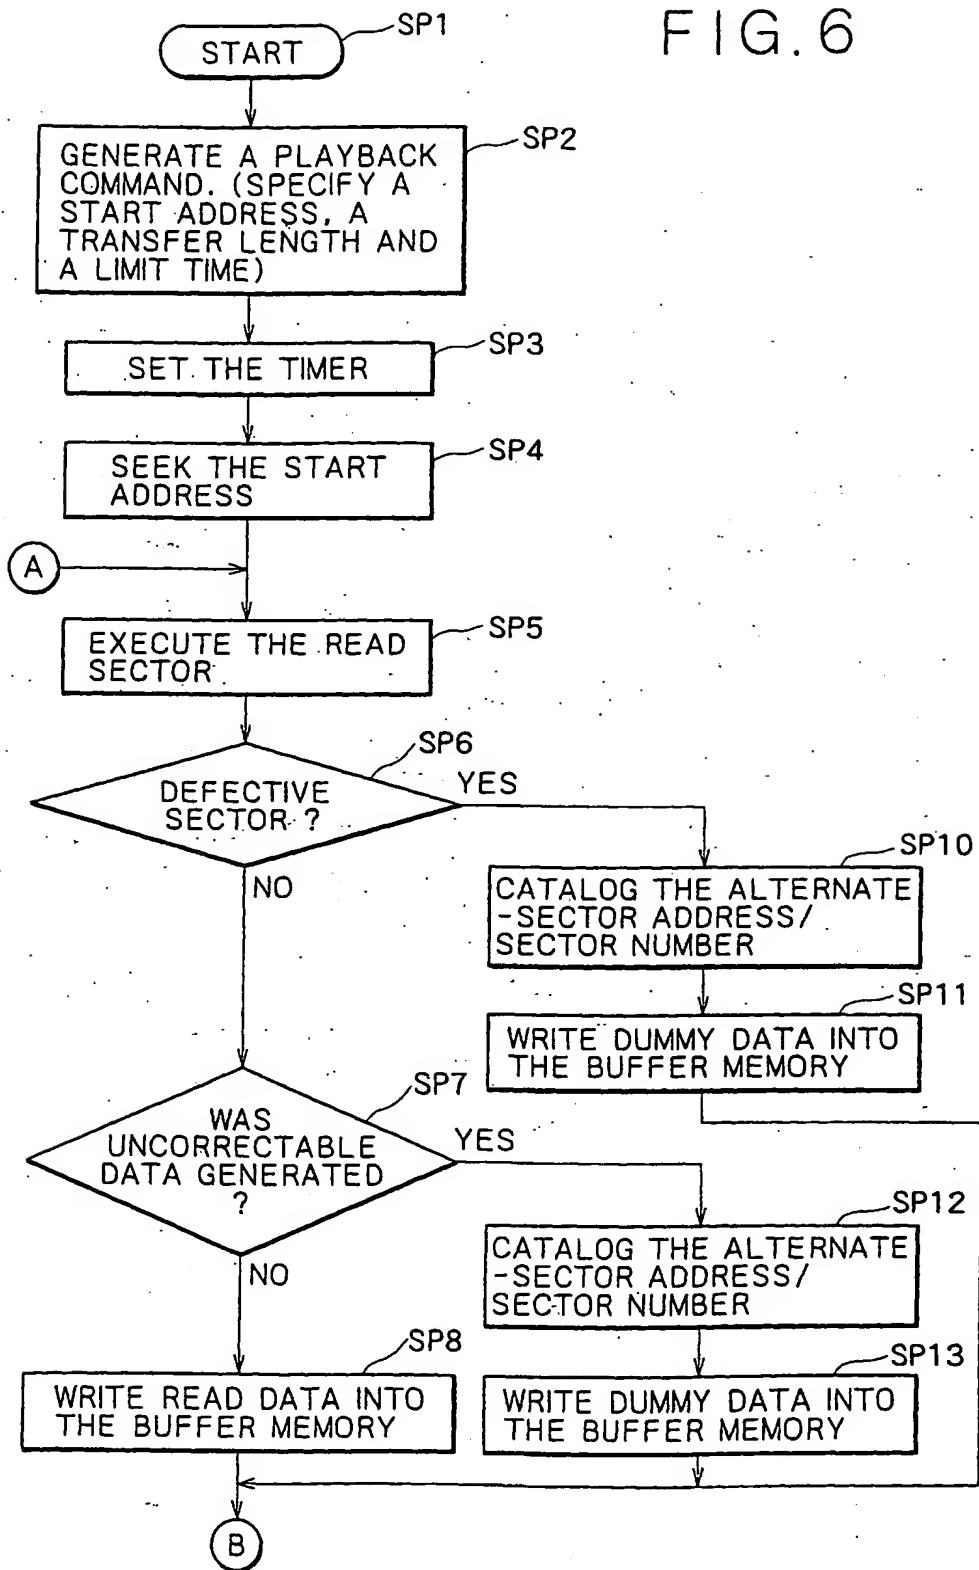 FIG. 6
SP1
START
SP2
GENERATE A PLAYBACK
COMMAND. (SPECIFY A
START ADDRESS, A
TRANSFER LENGTH AND
A LIMIT TIME)
SP3
SET THE TIMER
SP4
SEEK THE START
ADDRESS
A
SP5
EXECUTE THE READ
SECTOR
SP6
DEFECTIVE
SECTOR ?
YES
NO
SP10
CATALOG THE ALTERNATE
-SECTOR ADDRESS/
SECTOR NUMBER
SP11
WRITE DUMMY DATA INTO
THE BUFFER MEMORY
SP7
WAS
UNCORRECTABLE
DATA GENERATED
?
YES
NO
SP12
CATALOG THE ALTERNATE
-SECTOR ADDRESS/
SECTOR NUMBER
SP8
WRITE READ DATA INTO
THE BUFFER MEMORY
SP13
WRITE DUMMY DATA INTO
THE BUFFER MEMORY
B